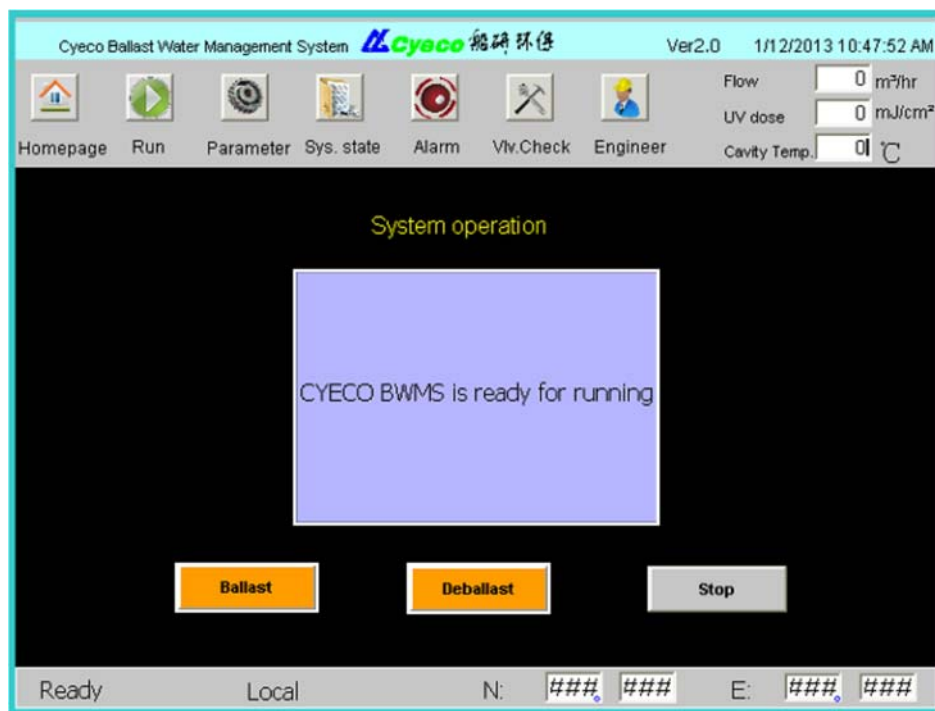 Cyeco Ballast Water Management System Cyeco 船研环保 Ver2.0 1/12/2013 10:47:52 AM
Flow 0 m³/hr
UV dose 0 mJ/cm²
Cavity Temp. 0 ℃
Homepage Run Parameter Sys. state Alarm Vlv.Check Engineer
System operation
CYECO BWMS is ready for running
Ballast Deballast Stop
Ready Local N: ###. ### E: ###. ###